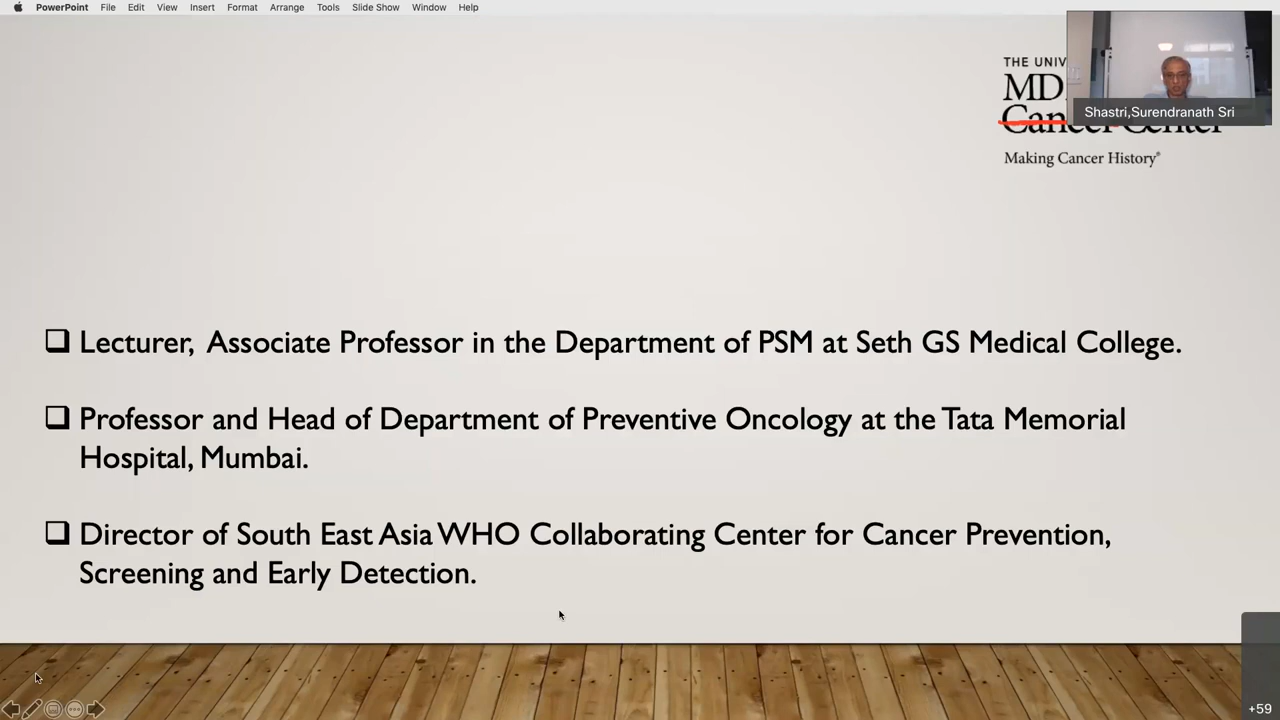 PowerPoint File Edit View Insert Format Arrange Tools Slide Show Window Help
THE UNIV
MD
Cancer Center
Making Cancer History®
Shastri,Surendranath Sri
Lecturer, Associate Professor in the Department of PSM at Seth GS Medical College.
Professor and Head of Department of Preventive Oncology at the Tata Memorial
Hospital, Mumbai.
Director of South East Asia WHO Collaborating Center for Cancer Prevention,
Screening and Early Detection.
+59